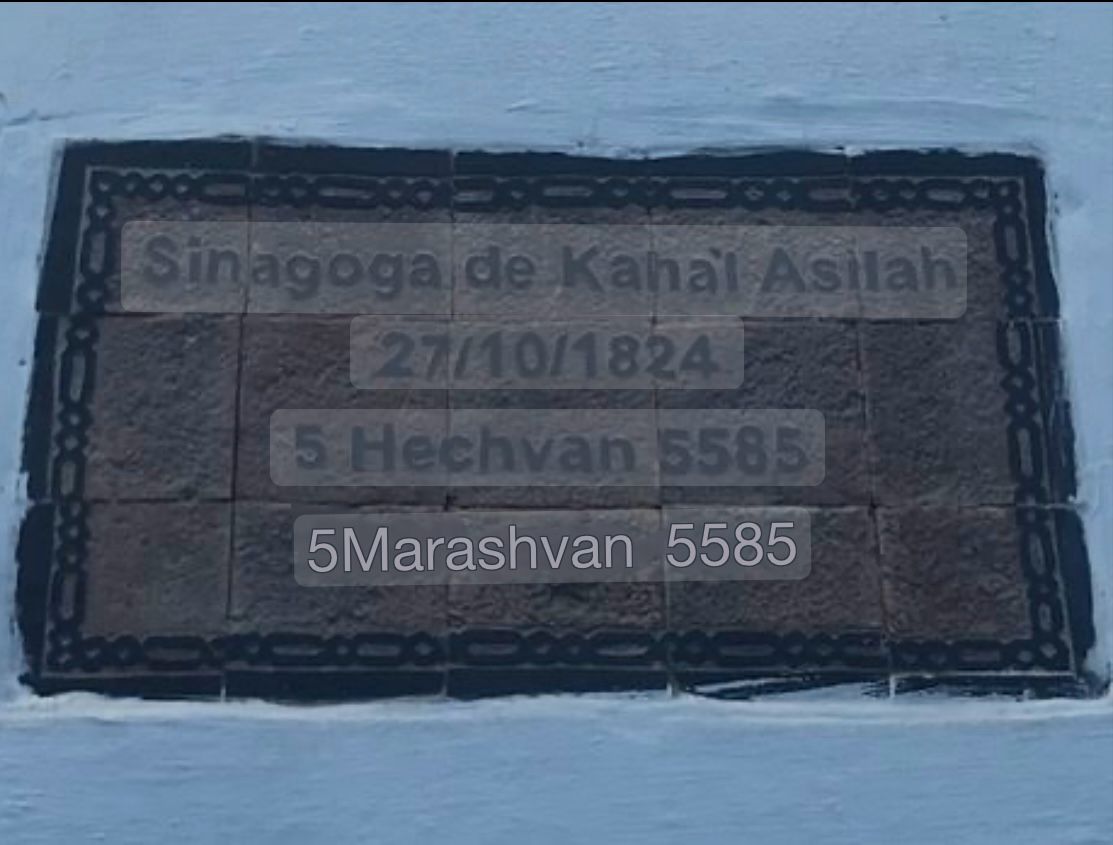 Sinagoga de Kahal Asilah
27/10/1824
5 Hechvan 5585
5Marashvan 5585